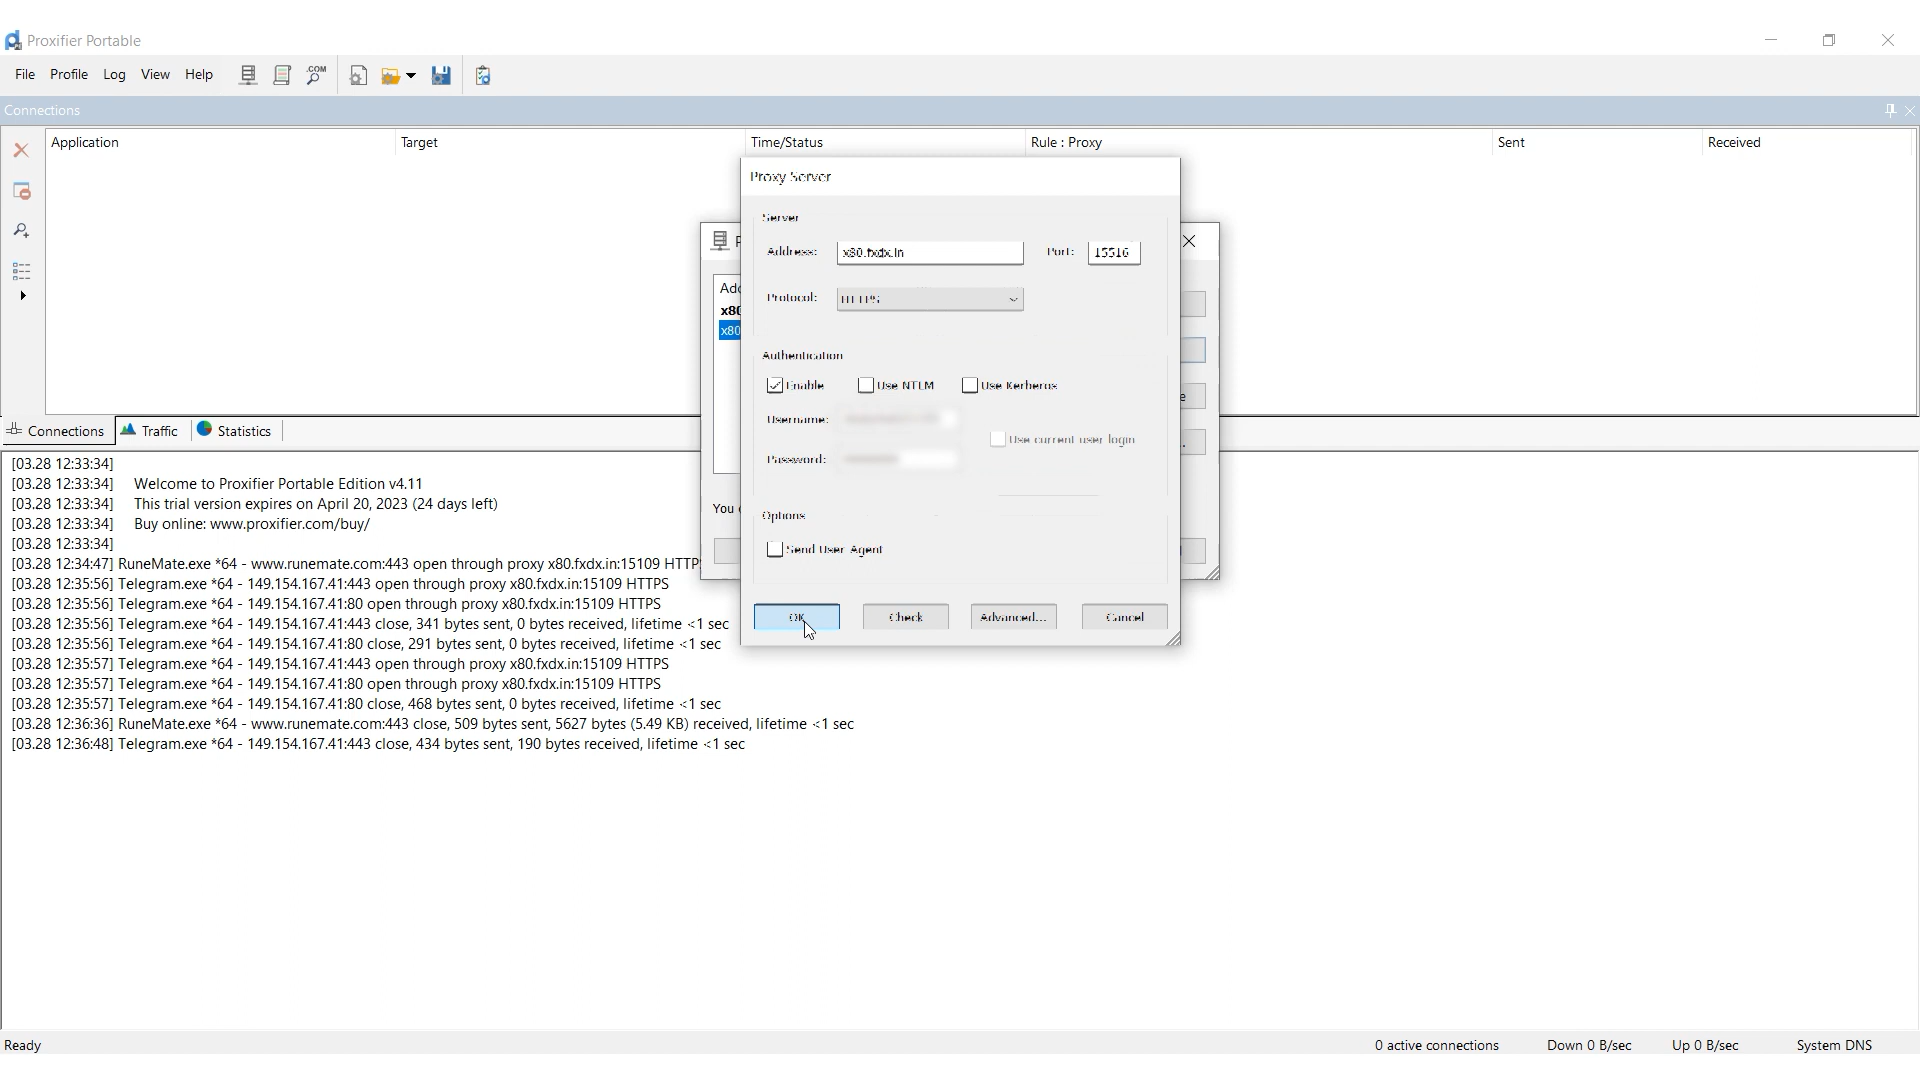 Proxifier Portable
File Profile Log View Help
.COM
Connections
Application Target Time/Status Rule : Proxy Sent Received
Proxy Server
Server
Address: x80.fxdx.in Port: 15516
Protocol: HTTPS
Authentication
Enable Use NTLM Use Kerberos
Username:
Use current user login
Password:
Options
Send User Agent
OK Check Advanced... Cancel
x80
x80
You
Connections Traffic Statistics
[03.28 12:33:34]
[03.28 12:33:34] Welcome to Proxifier Portable Edition v4.11
[03.28 12:33:34] This trial version expires on April 20, 2023 (24 days left)
[03.28 12:33:34] Buy online: www.proxifier.com/buy/
[03.28 12:33:34]
[03.28 12:34:47] RuneMate.exe *64 - www.runemate.com:443 open through proxy x80.fxdx.in:15109 HTTP
[03.28 12:35:56] Telegram.exe *64 - 149.154.167.41:443 open through proxy x80.fxdx.in:15109 HTTPS
[03.28 12:35:56] Telegram.exe *64 - 149.154.167.41:80 open through proxy x80.fxdx.in:15109 HTTPS
[03.28 12:35:56] Telegram.exe *64 - 149.154.167.41:443 close, 341 bytes sent, 0 bytes received, lifetime <1 sec
[03.28 12:35:56] Telegram.exe *64 - 149.154.167.41:80 close, 291 bytes sent, 0 bytes received, lifetime <1 sec
[03.28 12:35:57] Telegram.exe *64 - 149.154.167.41:443 open through proxy x80.fxdx.in:15109 HTTPS
[03.28 12:35:57] Telegram.exe *64 - 149.154.167.41:80 open through proxy x80.fxdx.in:15109 HTTPS
[03.28 12:35:57] Telegram.exe *64 - 149.154.167.41:80 close, 468 bytes sent, 0 bytes received, lifetime <1 sec
[03.28 12:36:36] RuneMate.exe *64 - www.runemate.com:443 close, 509 bytes sent, 5627 bytes (5.49 KB) received, lifetime <1 sec
[03.28 12:36:48] Telegram.exe *64 - 149.154.167.41:443 close, 434 bytes sent, 190 bytes received, lifetime <1 sec
Ready 0 active connections Down 0 B/sec Up 0 B/sec System DNS